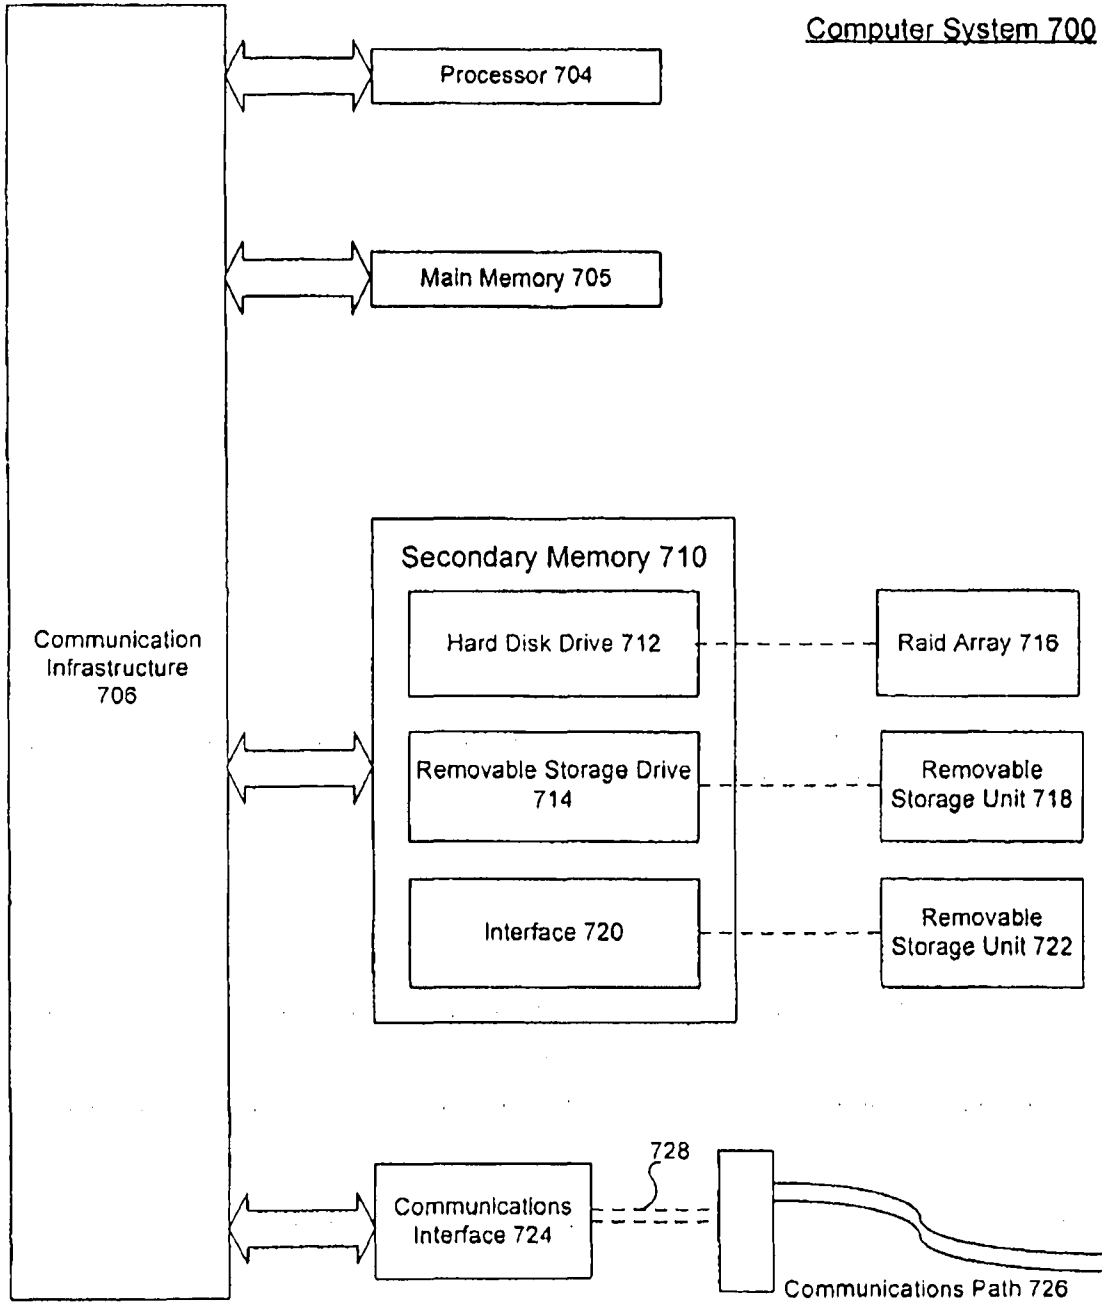 Computer System 700
Processor 704
Main Memory 705
Communication
Infrastructure
706
Secondary Memory 710
Hard Disk Drive 712
Raid Array 716
Removable Storage Drive
714
Removable
Storage Unit 718
Interface 720
Removable
Storage Unit 722
728
Communications
Interface 724
Communications Path 726